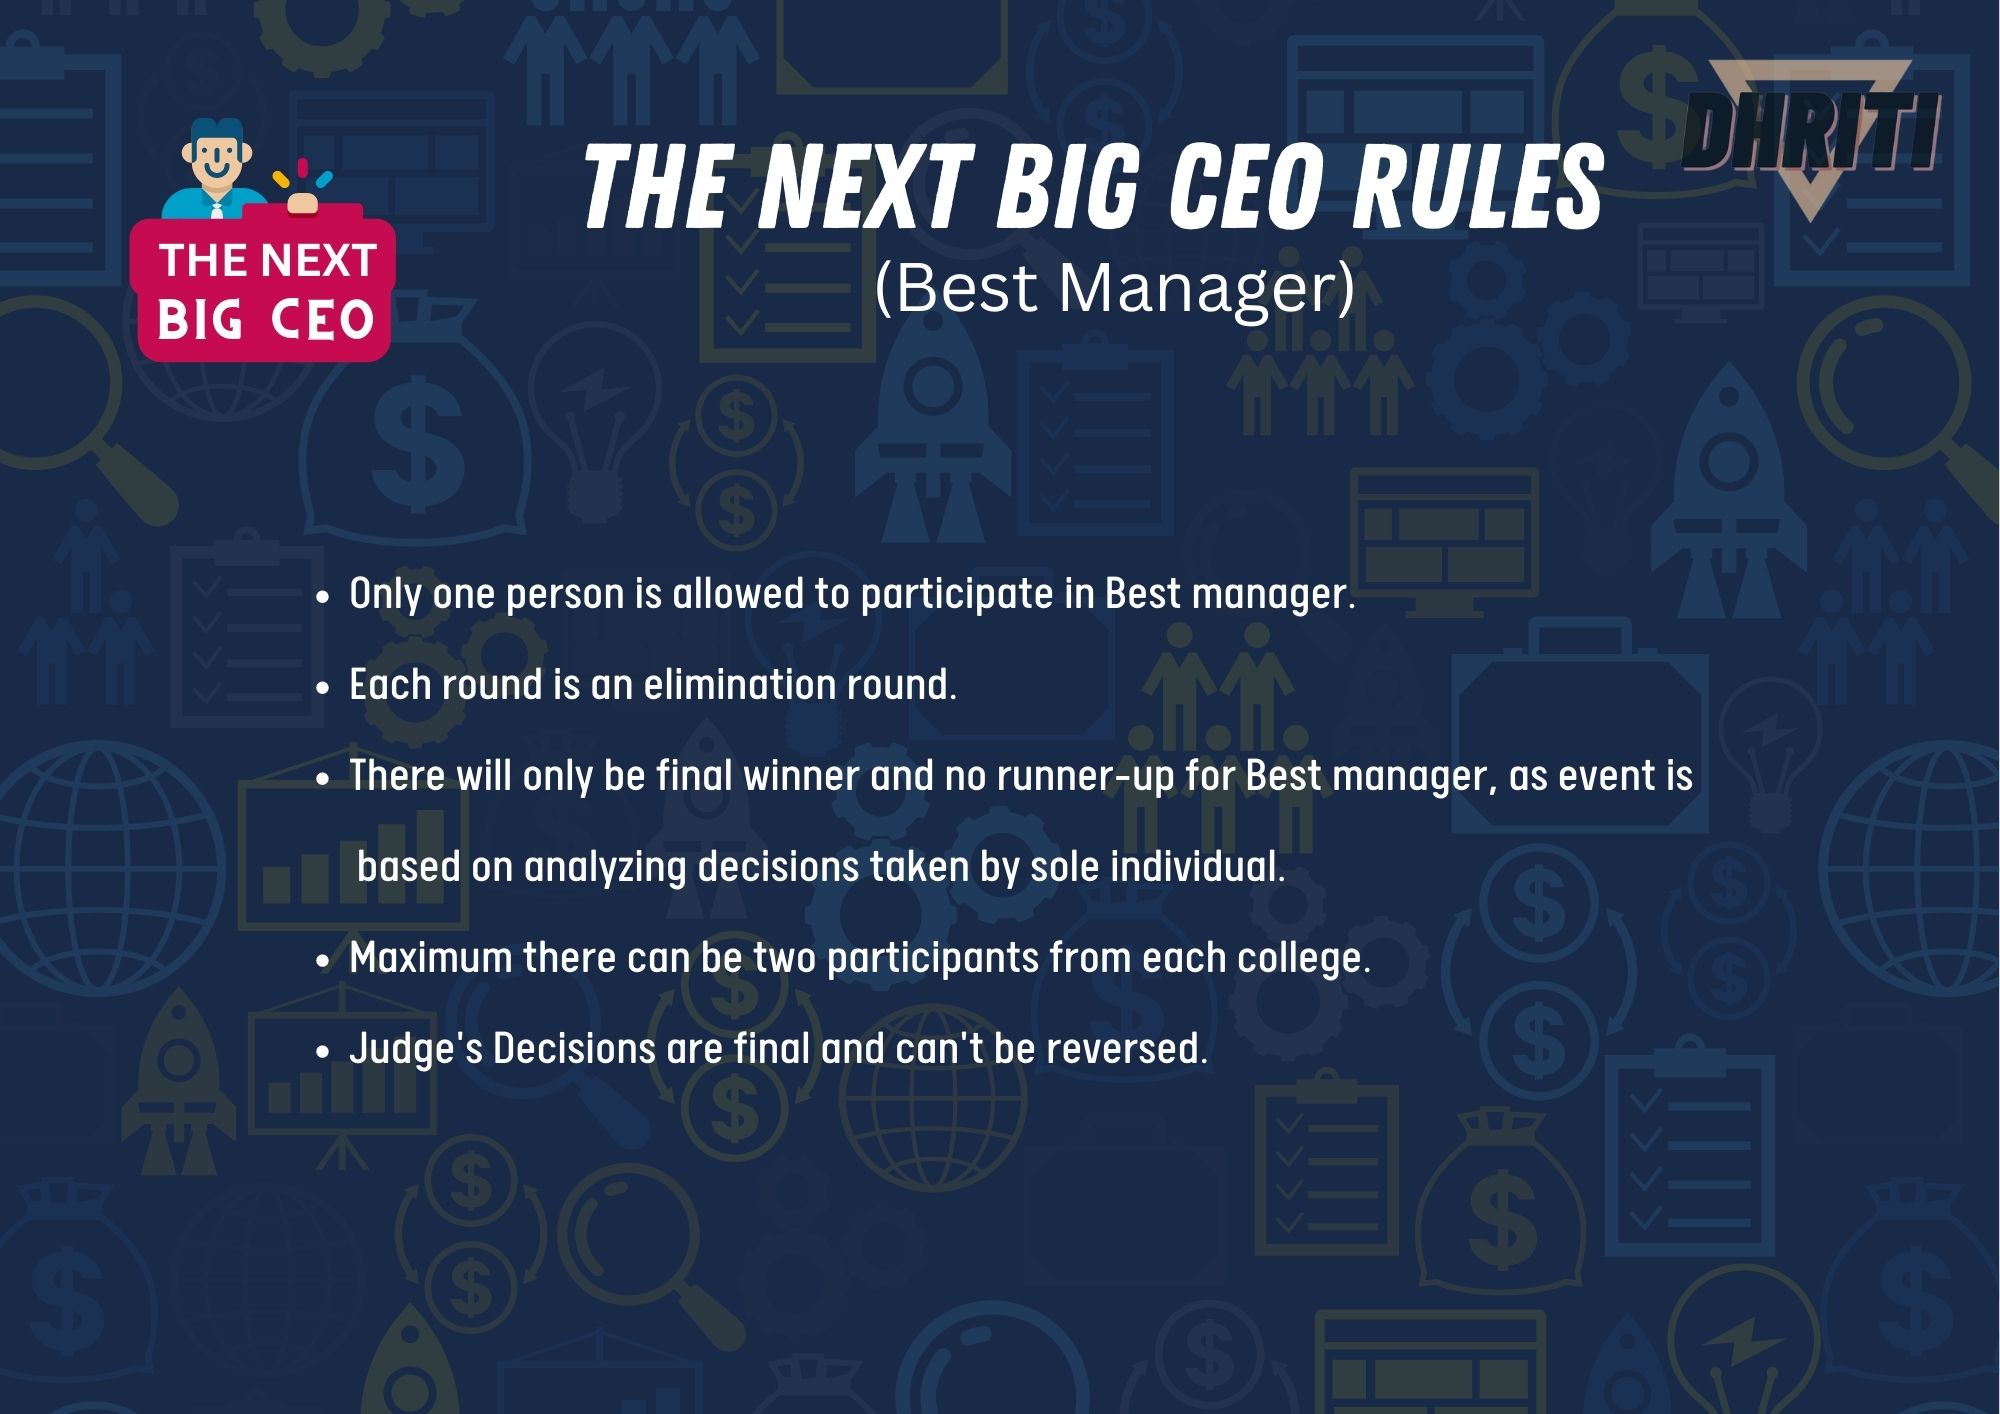 DHRITI
THE NEXT
BIG CEO
THE NEXT BIG CEO RULES
(Best Manager)
• Only one person is allowed to participate in Best manager.
• Each round is an elimination round.
• There will only be final winner and no runner-up for Best manager, as event is
based on analyzing decisions taken by sole individual.
• Maximum there can be two participants from each college.
• Judge's Decisions are final and can't be reversed.